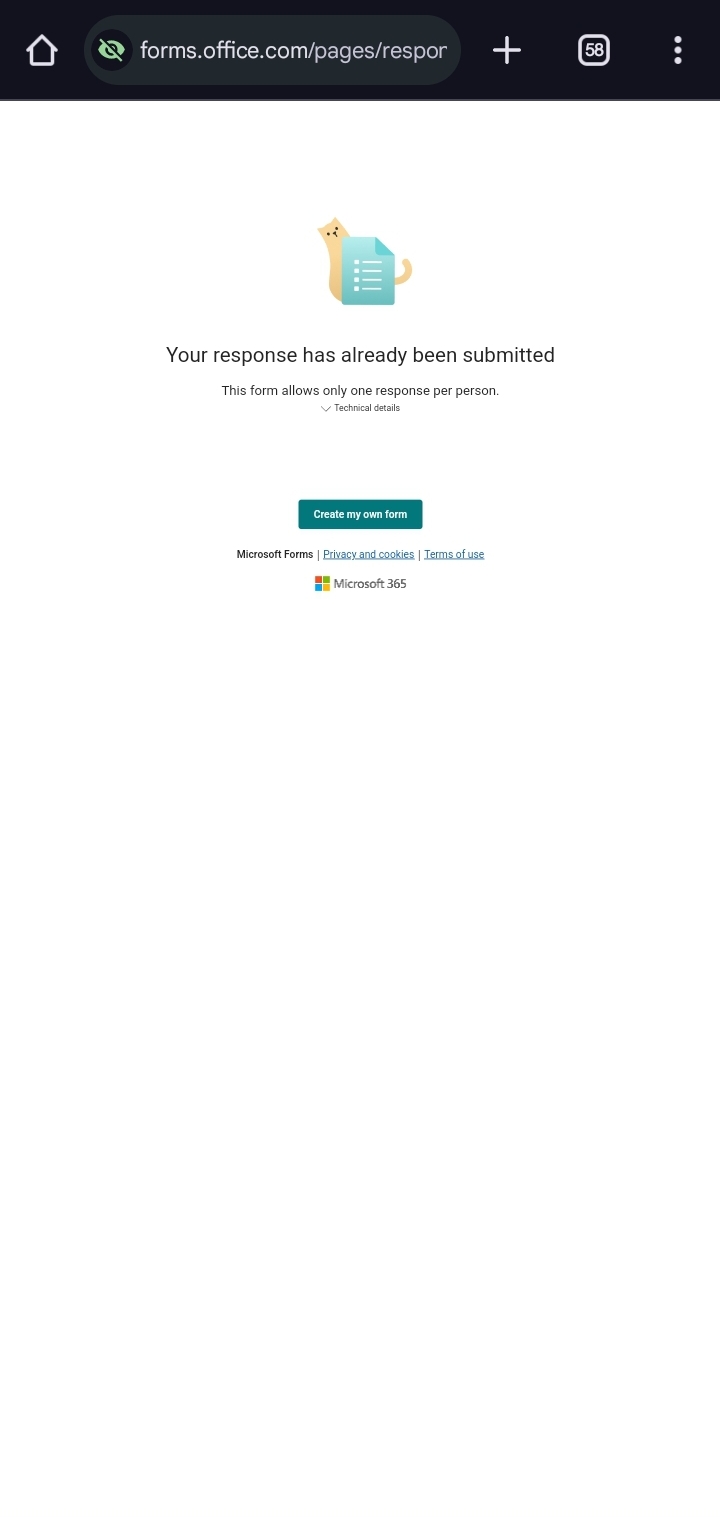 forms.office.com/pages/respor
58
Your response has already been submitted
This form allows only one response per person.
Technical details
Create my own form
Microsoft Forms | Privacy and cookies | Terms of use
Microsoft 365